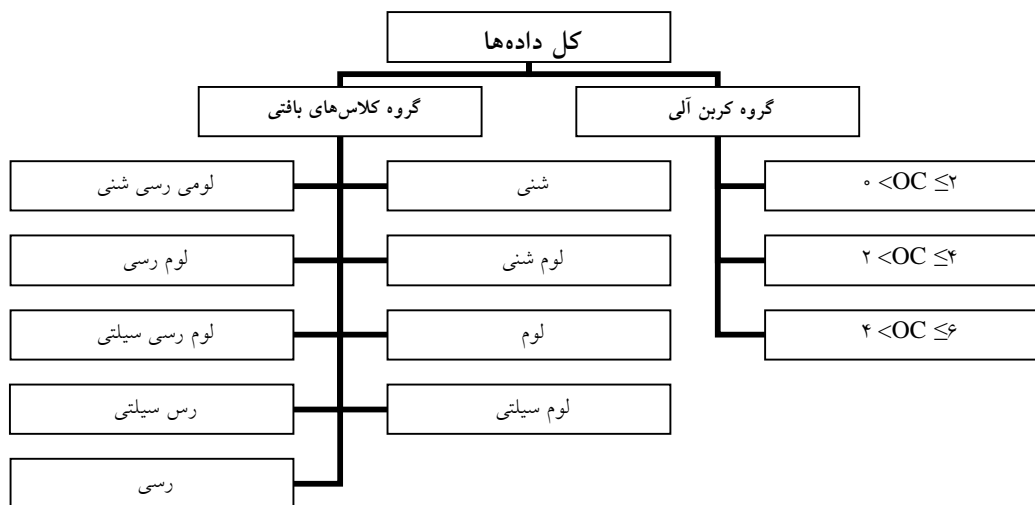 کل داده‌ها
گروه کربن آلی
گروه کلاس‌های بافتی
۰ <OC ≤۲
شنی
لومی رسی شنی
۲ <OC ≤۴
لوم شنی
لوم رسی
۴ <OC ≤۶
لوم
لوم رسی سیلتی
لوم سیلتی
رس سیلتی
رسی